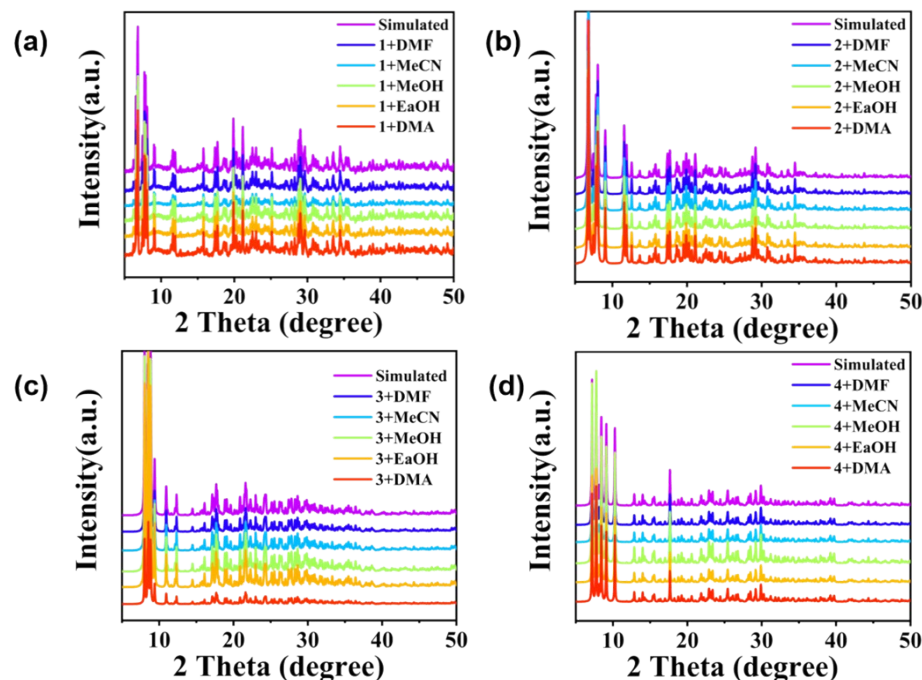 (a)
Intensity(a.u.)
Simulated
1+DMF
1+MeCN
1+MeOH
1+EaOH
1+DMA
10 20 30 40 50
2 Theta (degree)
(b)
Intensity(a.u.)
Simulated
2+DMF
2+MeCN
2+MeOH
2+EaOH
2+DMA
10 20 30 40 50
2 Theta (degree)
(c)
Intensity(a.u.)
Simulated
3+DMF
3+MeCN
3+MeOH
3+EaOH
3+DMA
10 20 30 40 50
2 Theta (degree)
(d)
Intensity(a.u.)
Simulated
4+DMF
4+MeCN
4+MeOH
4+EaOH
4+DMA
10 20 30 40 50
2 Theta (degree)